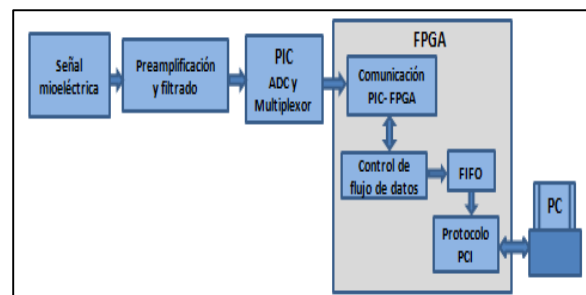 Señal
mioeléctrica
Preamplificación
y filtrado
PIC
ADC y
Multiplexor
FPGA
Comunicación
PIC- FPGA
Control de
flujo de datos
FIFO
Protocolo
PCI
PC